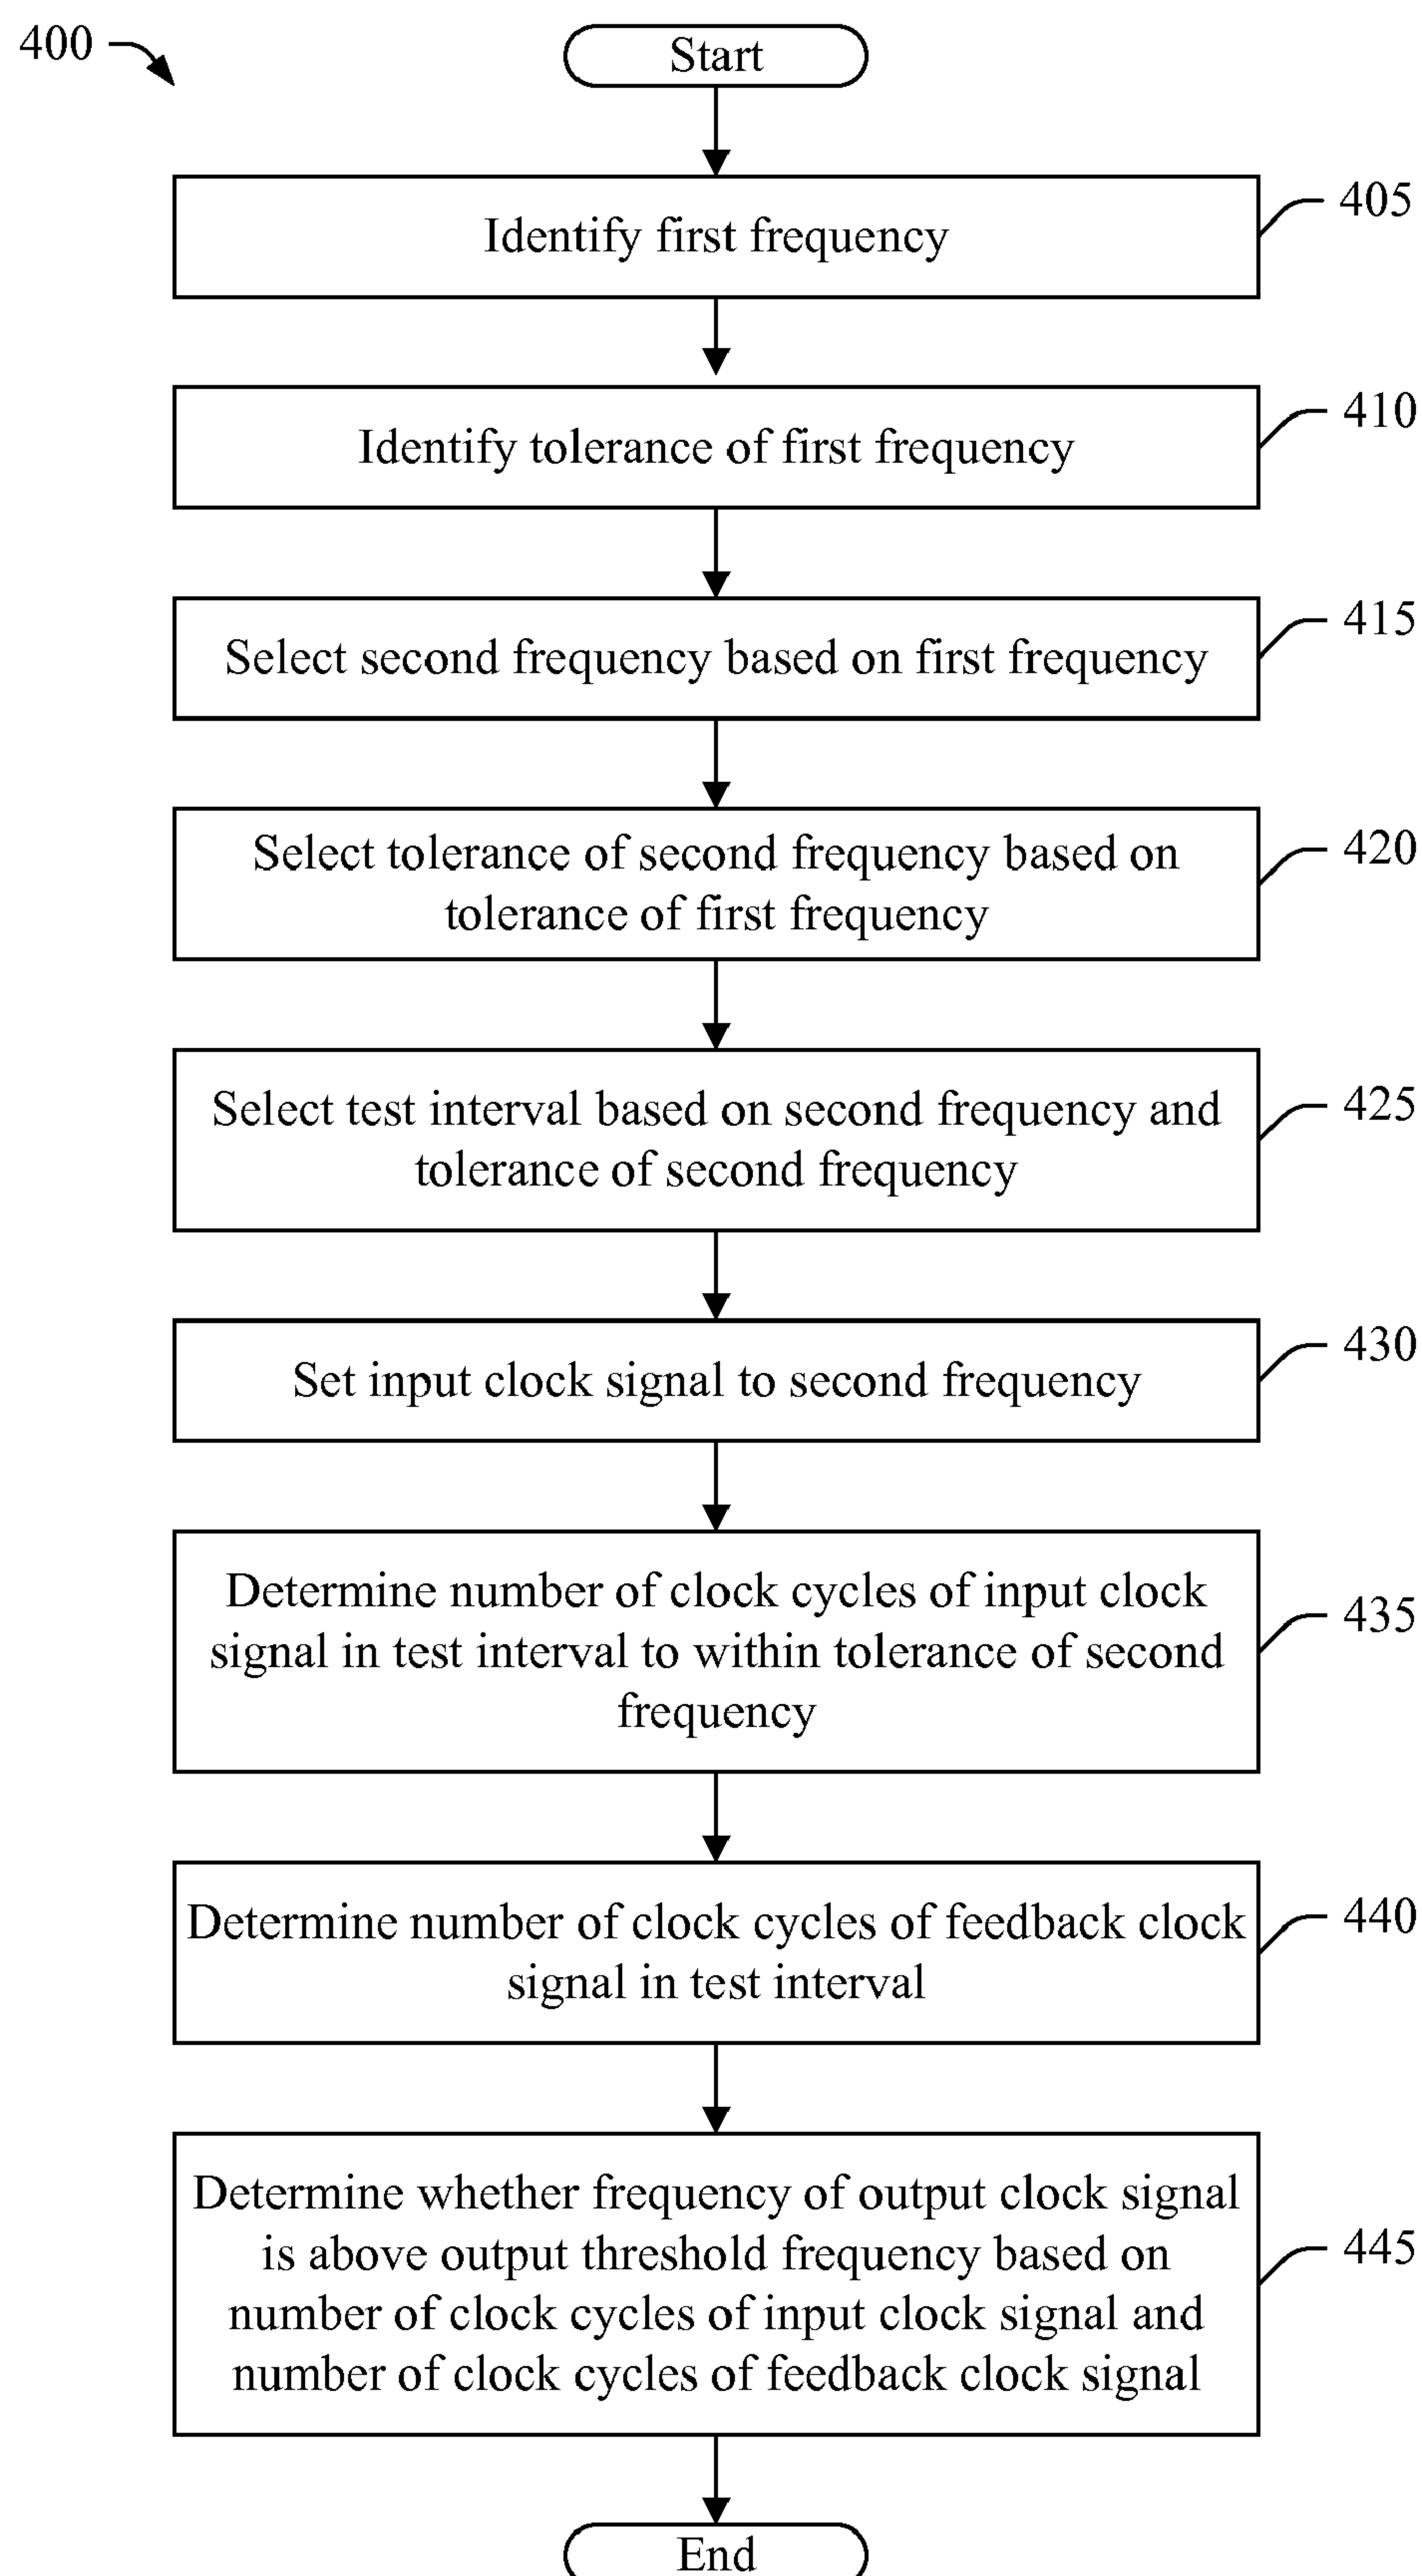 400
Start
405
Identify first frequency
410
Identify tolerance of first frequency
415
Select second frequency based on first frequency
420
Select tolerance of second frequency based on
tolerance of first frequency
425
Select test interval based on second frequency and
tolerance of second frequency
430
Set input clock signal to second frequency
435
Determine number of clock cycles of input clock
signal in test interval to within tolerance of second
frequency
440
Determine number of clock cycles of feedback clock
signal in test interval
445
Determine whether frequency of output clock signal
is above output threshold frequency based on
number of clock cycles of input clock signal and
number of clock cycles of feedback clock signal
End